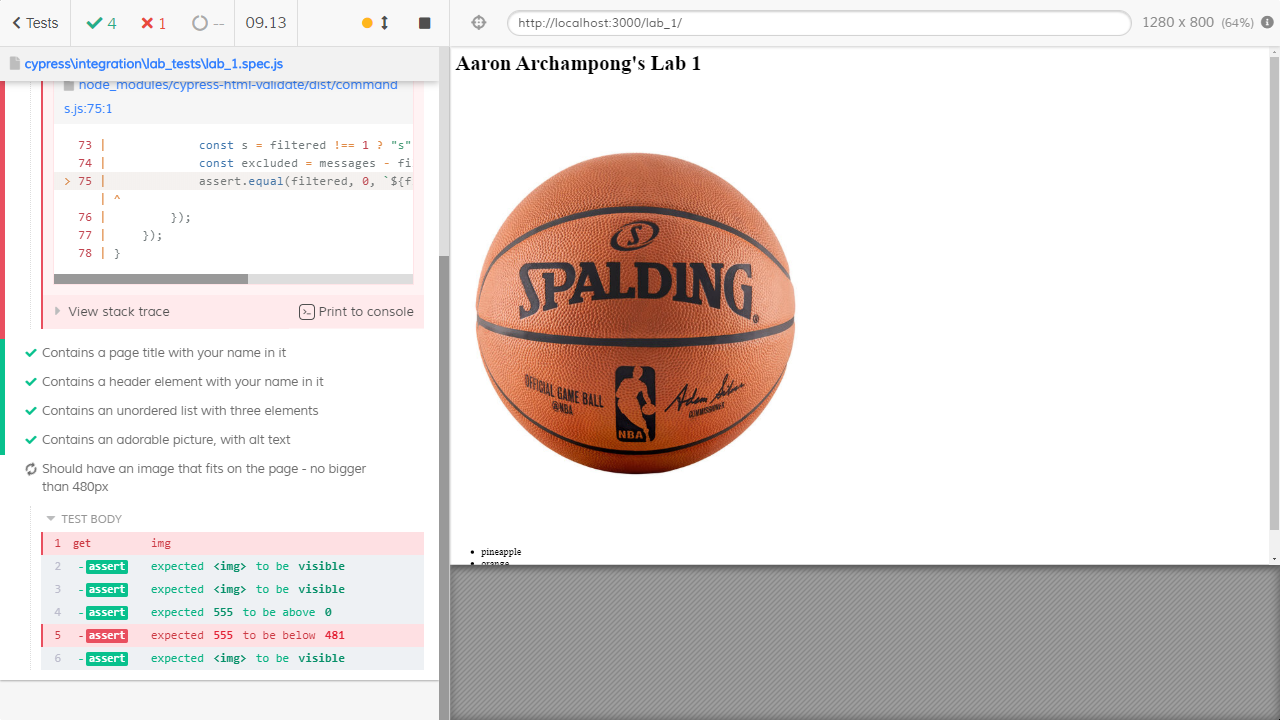 Tests 4 1 -- 09.13
cypress\integration\lab_tests\lab_1.spec.js
node_modules/cypress-html-validate/dist/command
s.js:75:1
73 | const s = filtered !== 1 ? "s"
74 | const excluded = messages - fi
> 75 | assert.equal(filtered, 0, `${f
| ^
76 | });
77 | });
78 | }
View stack trace Print to console
Contains a page title with your name in it
Contains a header element with your name in it
Contains an unordered list with three elements
Contains an adorable picture, with alt text
Should have an image that fits on the page - no bigger
than 480px
TEST BODY
1 get img
2 -assert expected <img> to be visible
3 -assert expected <img> to be visible
4 -assert expected 555 to be above 0
5 -assert expected 555 to be below 481
6 -assert expected <img> to be visible
http://localhost:3000/lab_1/ 1280 x 800 (64%)
Aaron Archampong's Lab 1
S
SPALDING®
OFFICIAL GAME BALL
@NBA
NBA
Adam Silver
COMMISSIONER
pineapple
orange